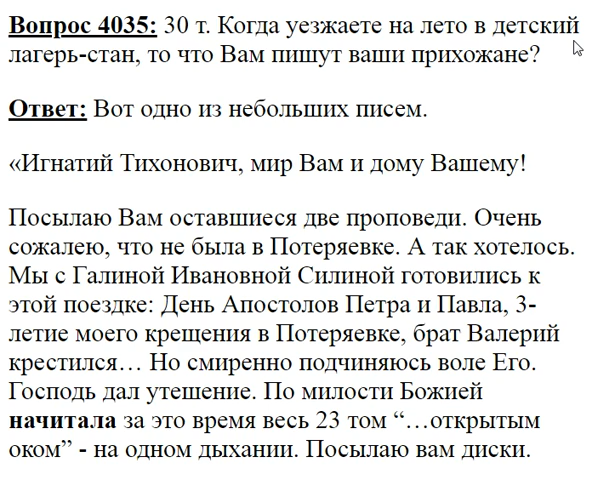 Вопрос 4035: 30 т. Когда уезжаете на лето в детский
лагерь-стан, то что Вам пишут ваши прихожане?
Ответ: Вот одно из небольших писем.
«Игнатий Тихонович, мир Вам и дому Вашему!
Посылаю Вам оставшиеся две проповеди. Очень
сожалею, что не была в Потеряевке. А так хотелось.
Мы с Галиной Ивановной Силиной готовились к
этой поездке: День Апостолов Петра и Павла, 3-
летие моего крещения в Потеряевке, брат Валерий
крестился… Но смиренно подчиняюсь воле Его.
Господь дал утешение. По милости Божией
начитала за это время весь 23 том “…открытым
оком” - на одном дыхании. Посылаю вам диски.